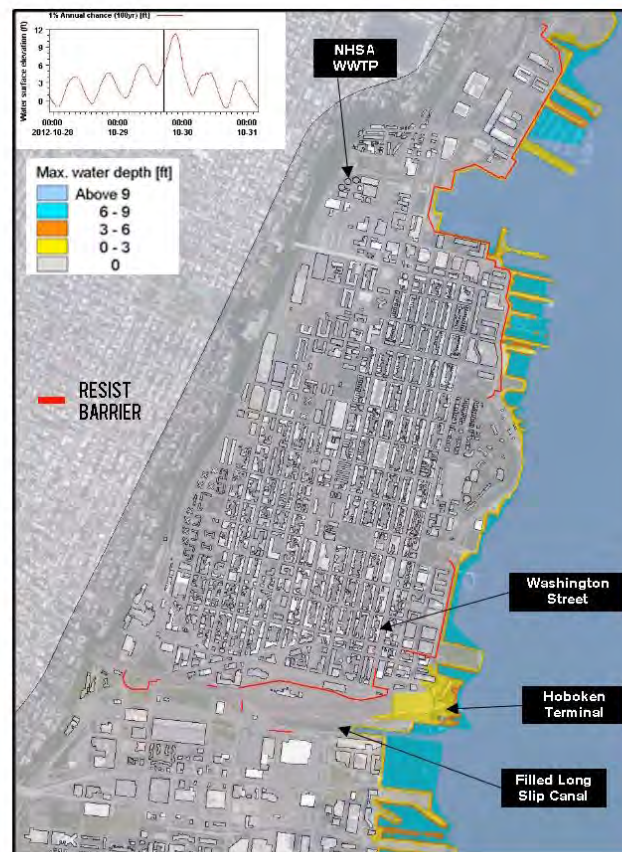 1% Annual chance (100yr) [ft]
Water surface elevation (ft)
12
9
6
3
0
00:00
2012-10-28
00:00
10-29
00:00
10-30
00:00
10-31
NHSA
WWTP
Max. water depth [ft]
Above 9
6 - 9
3 - 6
0 - 3
0
RESIST
BARRIER
Washington
Street
Hoboken
Terminal
Filled Long
Slip Canal